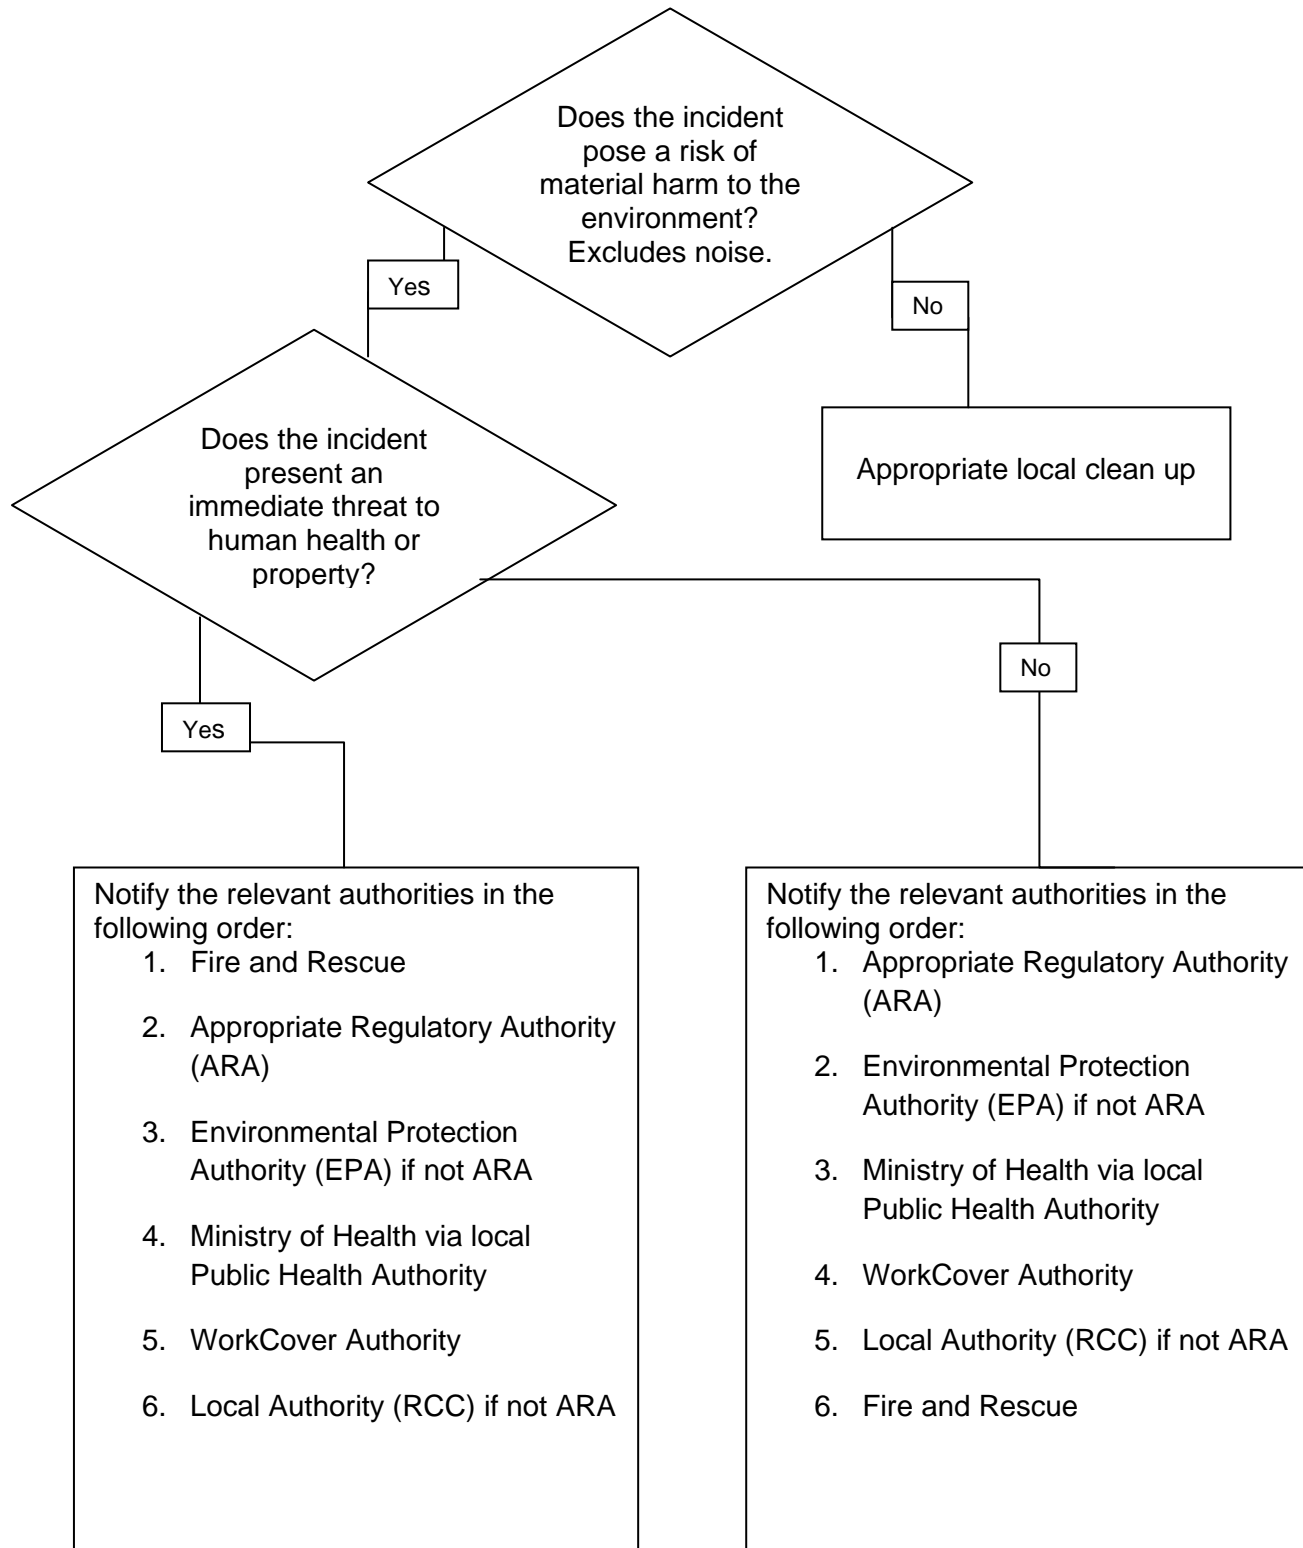 Does the incident
pose a risk of
material harm to the
environment?
Excludes noise.
Yes
No
Does the incident
present an
immediate threat to
human health or
property?
Appropriate local clean up
No
Yes
Notify the relevant authorities in the
following order:
1. Fire and Rescue
2. Appropriate Regulatory Authority
(ARA)
3. Environmental Protection
Authority (EPA) if not ARA
4. Ministry of Health via local
Public Health Authority
5. WorkCover Authority
6. Local Authority (RCC) if not ARA
Notify the relevant authorities in the
following order:
1. Appropriate Regulatory Authority
(ARA)
2. Environmental Protection
Authority (EPA) if not ARA
3. Ministry of Health via local
Public Health Authority
4. WorkCover Authority
5. Local Authority (RCC) if not ARA
6. Fire and Rescue